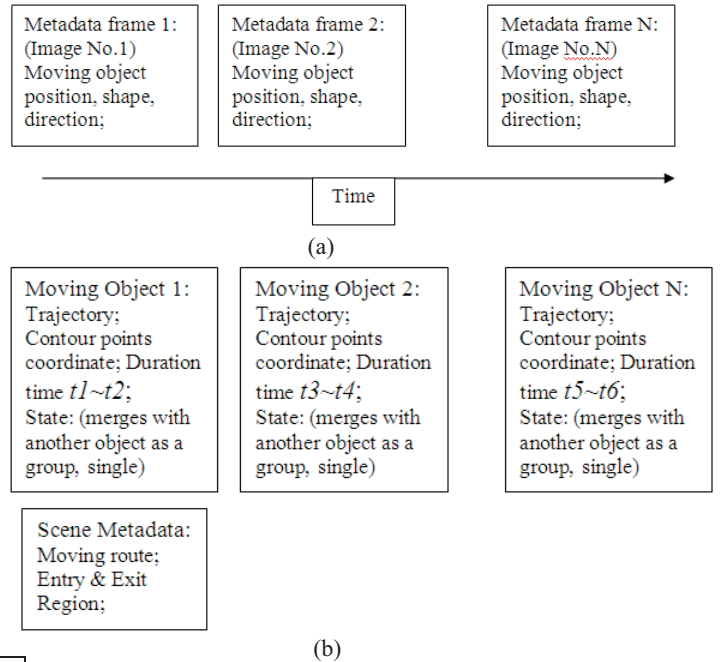 Metadata frame 1:
(Image No.1)
Moving object
position, shape,
direction;
Metadata frame 2:
(Image No.2)
Moving object
position, shape,
direction;
Metadata frame N:
(Image No.N)
Moving object
position, shape,
direction;
Time
(a)
Moving Object 1:
Trajectory;
Contour points
coordinate; Duration
time t1~t2;
State: (merges with
another object as a
group, single)
Moving Object 2:
Trajectory;
Contour points
coordinate; Duration
time t3~t4;
State: (merges with
another object as a
group, single)
Moving Object N:
Trajectory;
Contour points
coordinate; Duration
time t5~t6;
State: (merges with
another object as a
group, single)
Scene Metadata:
Moving route;
Entry & Exit
Region;
(b)